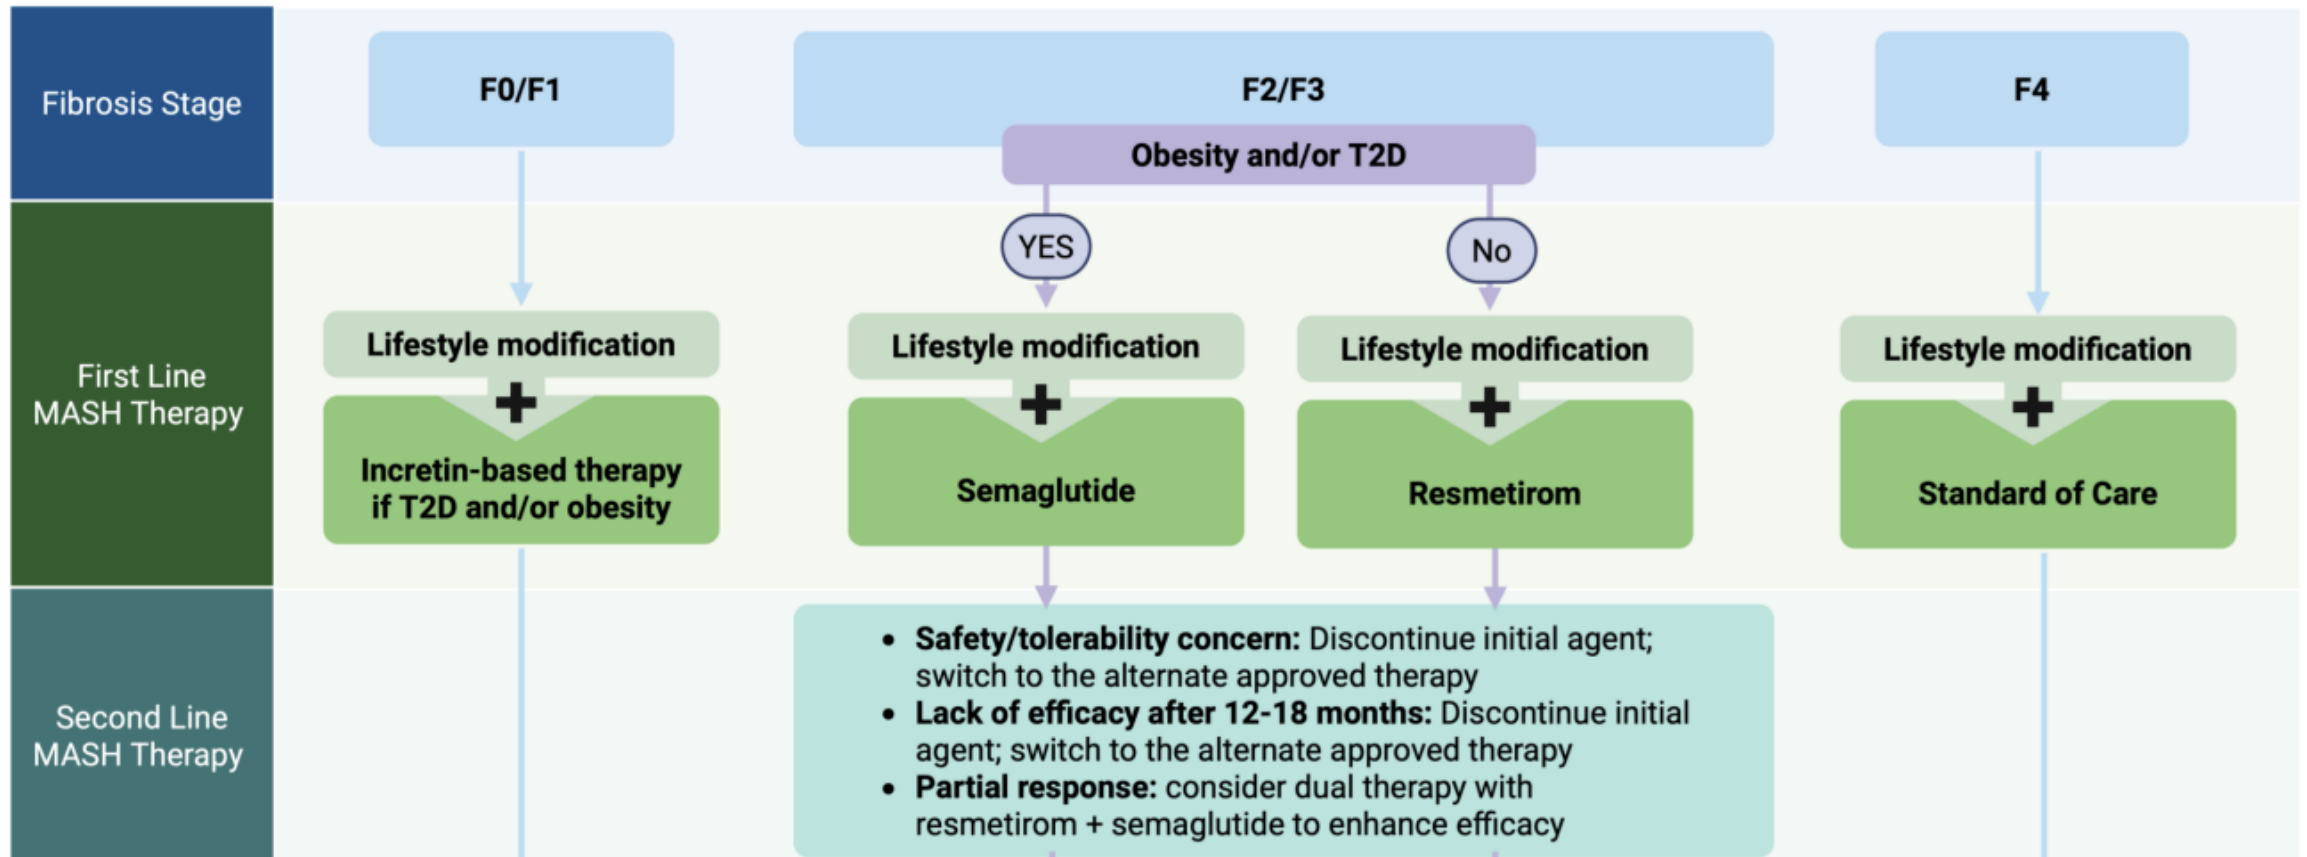 Fibrosis Stage
F0/F1
F2/F3
F4
Obesity and/or T2D
YES
No
First Line
MASH Therapy
Lifestyle modification
+
Incretin-based therapy
if T2D and/or obesity
Lifestyle modification
+
Semaglutide
Lifestyle modification
+
Resmetirom
Lifestyle modification
+
Standard of Care
Second Line
MASH Therapy
• Safety/tolerability concern: Discontinue initial agent;
switch to the alternate approved therapy
• Lack of efficacy after 12-18 months: Discontinue initial
agent; switch to the alternate approved therapy
• Partial response: consider dual therapy with
resmetirom + semaglutide to enhance efficacy